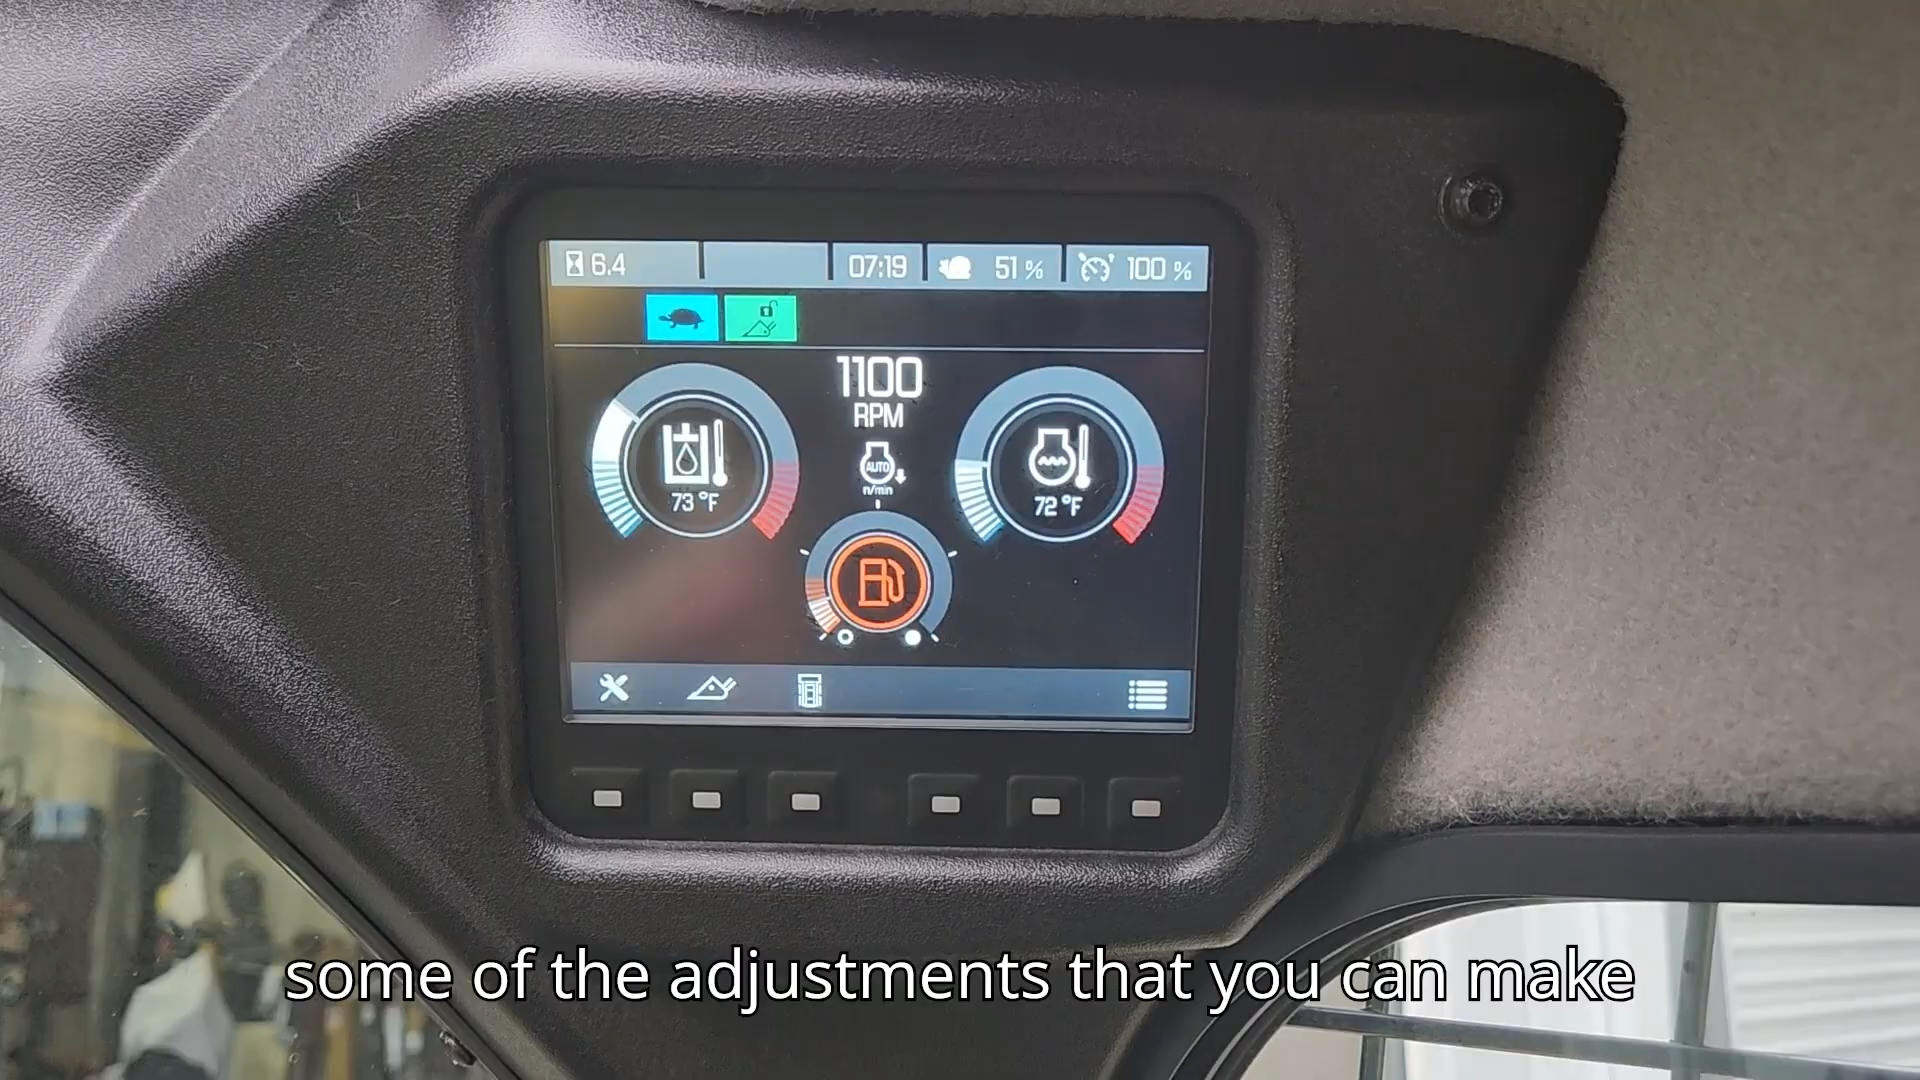 6.4
07:19
51 %
100 %
1100
RPM
AUTO
n/min
73 °F
72 °F
some of the adjustments that you can make